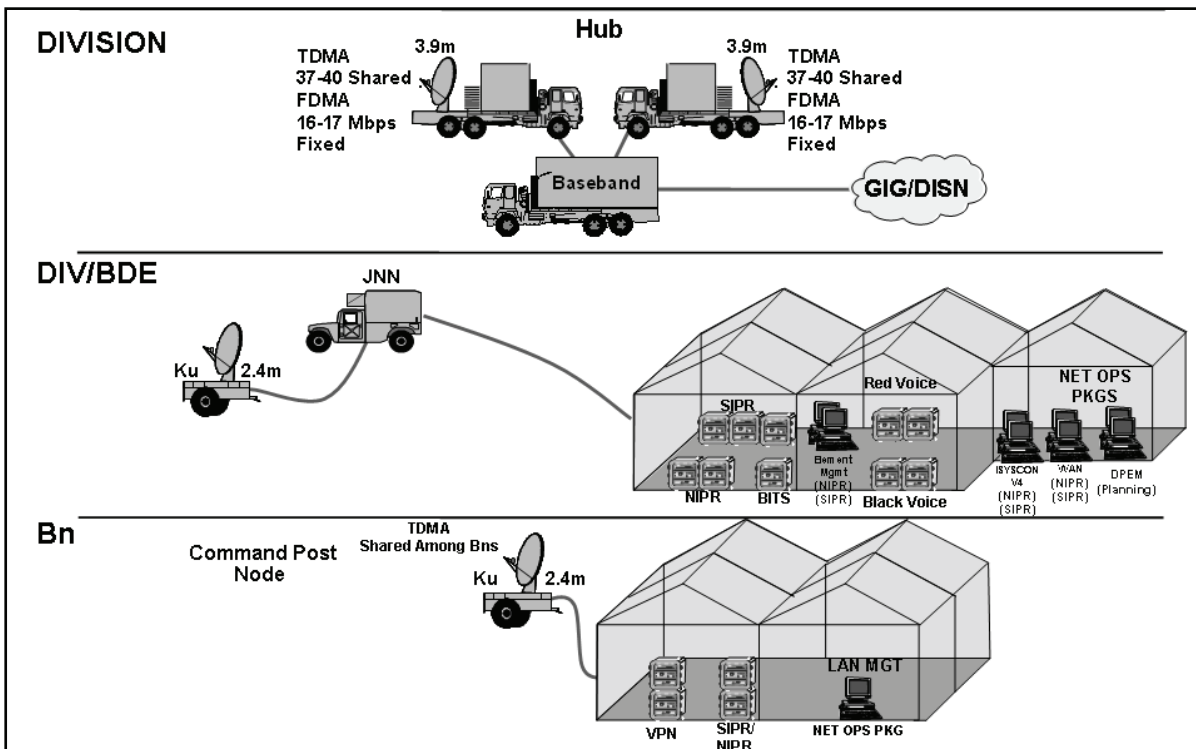 DIVISION
Hub
3.9m
TDMA
37-40 Shared
FDMA
16-17 Mbps
Fixed
3.9m
TDMA
37-40 Shared
FDMA
16-17 Mbps
Fixed
Baseband
GIG/DISN
DIV/BDE
JNN
Ku
2.4m
SIPR
NIPR
BITS
Element
Mgmt
(NIPR)
(SIPR)
Red Voice
Black Voice
NET OPS
PKGS
ISYSCON
V4
(NIPR)
(SIPR)
WAN
(NIPR)
(SIPR)
DPEM
(Planning)
Bn
Command Post
Node
TDMA
Shared Among Bns
Ku
2.4m
VPN
SIPR/
NIPR
LAN MGT
NET OPS PKG